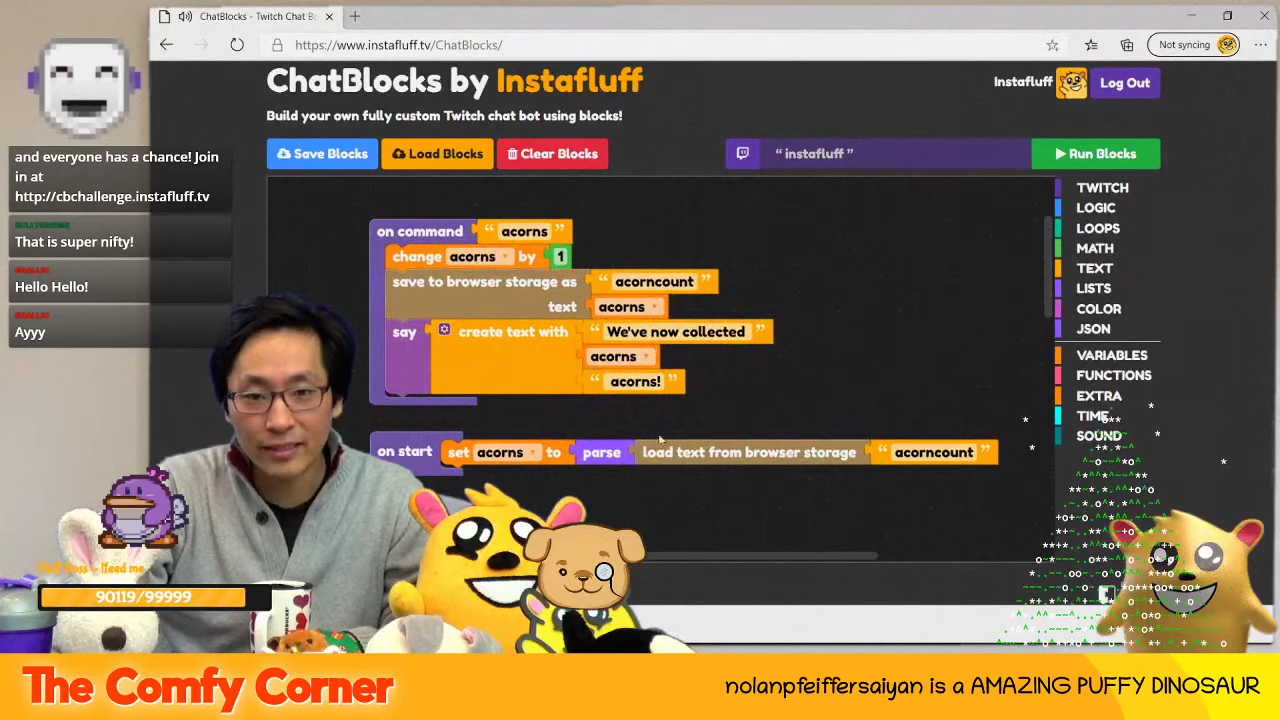 ChatBlocks - Twitch Chat Bo
https://www.instafluff.tv/ChatBlocks/
Not syncing
ChatBlocks by Instafluff
Instafluff
Log Out
Build your own fully custom Twitch chat bot using blocks!
Save Blocks
Load Blocks
Clear Blocks
“ instafluff ”
Run Blocks
and everyone has a chance! Join
in at
http://cbchallenge.instafluff.tv
That is super nifty!
Hello Hello!
Ayyy
on command “ acorns ”
change acorns by 1
save to browser storage as “ acorncount ”
text acorns
say create text with “ We've now collected ”
acorns
“ acorns! ”
on start set acorns to parse load text from browser storage “ acorncount ”
TWITCH
LOGIC
LOOPS
MATH
TEXT
LISTS
COLOR
JSON
VARIABLES
FUNCTIONS
EXTRA
TIME
SOUND
!feed me
90119/99999
The Comfy Corner
nolanpfeiffersaiyan is a AMAZING PUFFY DINOSAUR